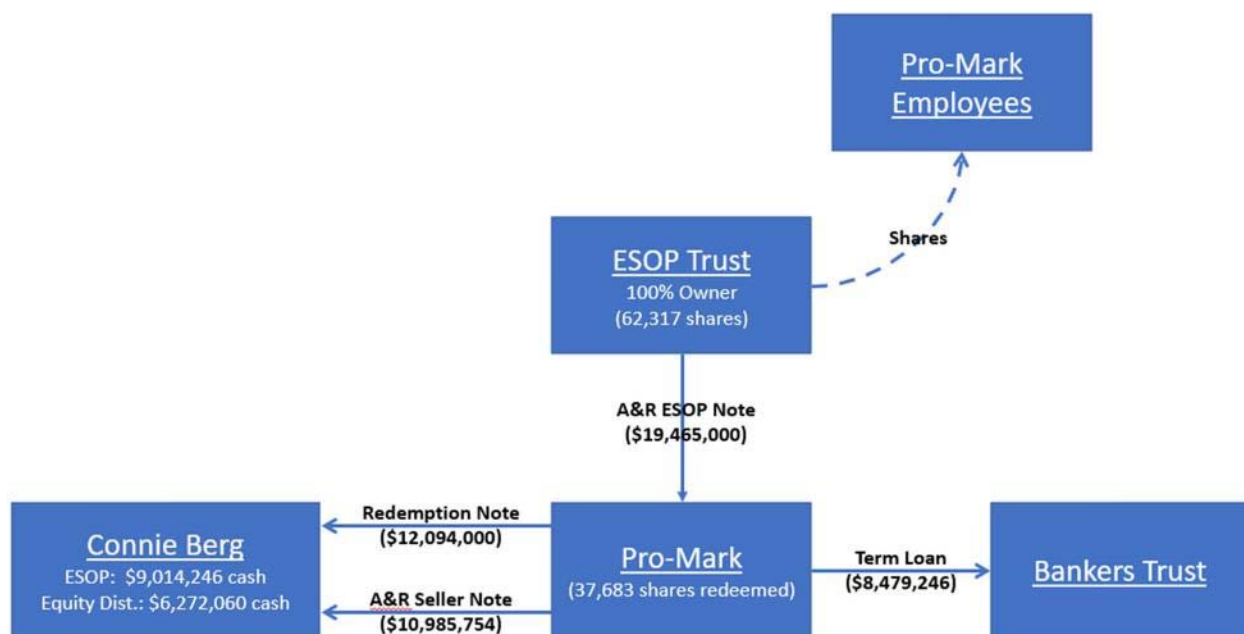 Pro-Mark
Employees
Shares
ESOP Trust
100% Owner
(62,317 shares)
A&R ESOP Note
($19,465,000)
Connie Berg
ESOP:  $9,014,246 cash
Equity Dist.: $6,272,060 cash
Redemption Note
($12,094,000)
A&R Seller Note
($10,985,754)
Pro-Mark
(37,683 shares redeemed)
Term Loan
($8,479,246)
Bankers Trust